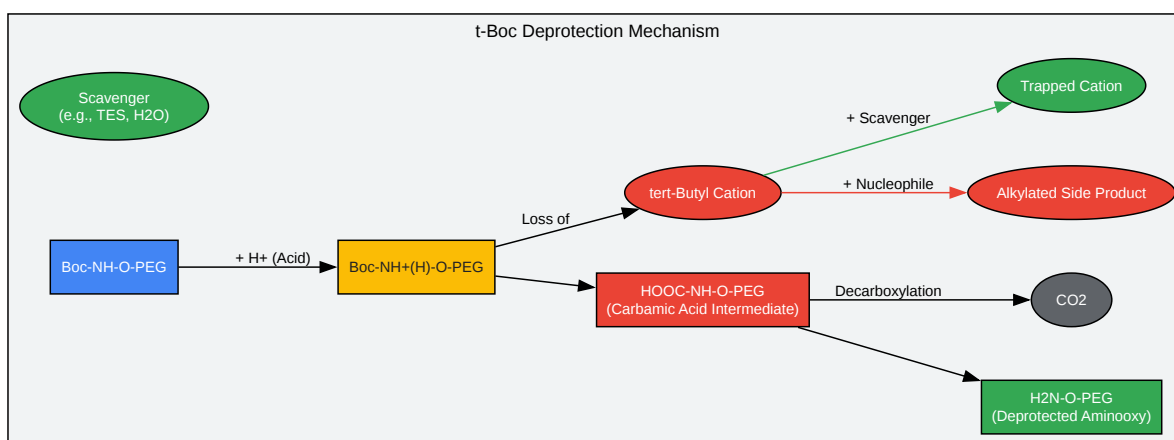 t-Boc Deprotection Mechanism
Scavenger
(e.g., TES, H2O)
Trapped Cation
+ Scavenger
tert-Butyl Cation
+ Nucleophile
Alkylated Side Product
Loss of
Boc-NH-O-PEG
+ H+ (Acid)
Boc-NH+(H)-O-PEG
HOOC-NH-O-PEG
(Carbamic Acid Intermediate)
Decarboxylation
CO2
H2N-O-PEG
(Deprotected Aminooxy)